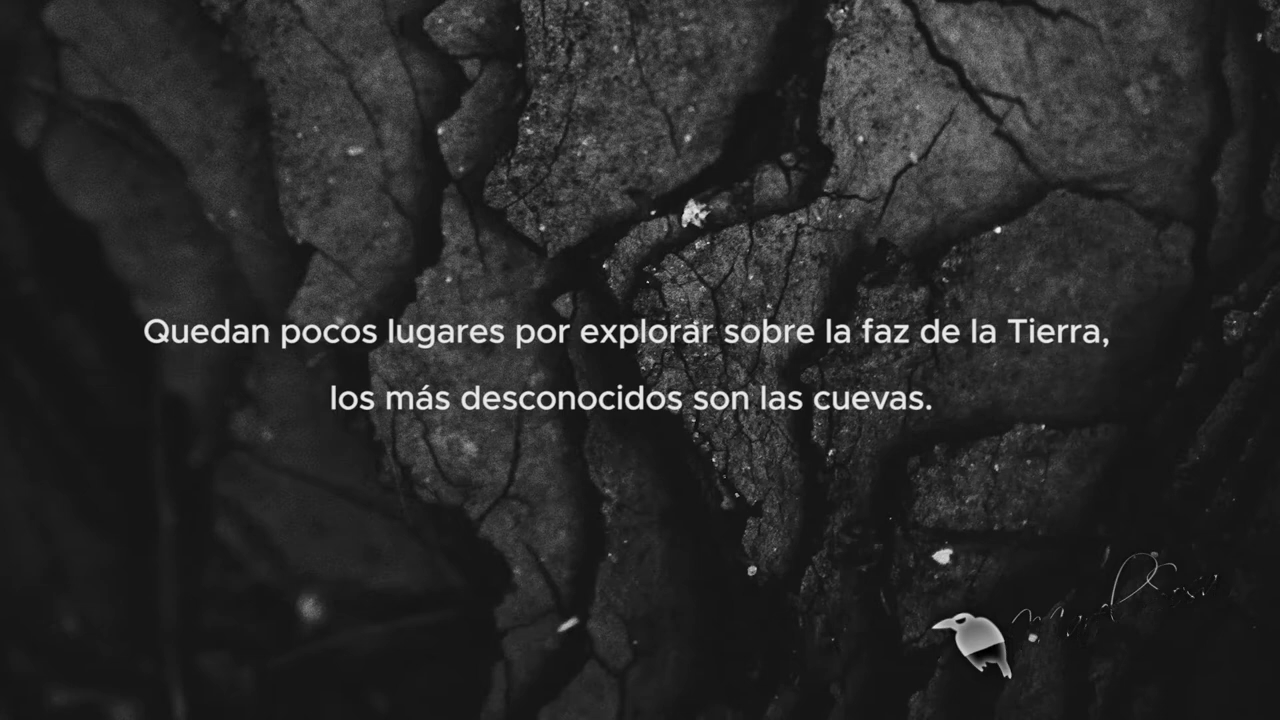 Quedan pocos lugares por explorar sobre la faz de la Tierra,
los más desconocidos son las cuevas.